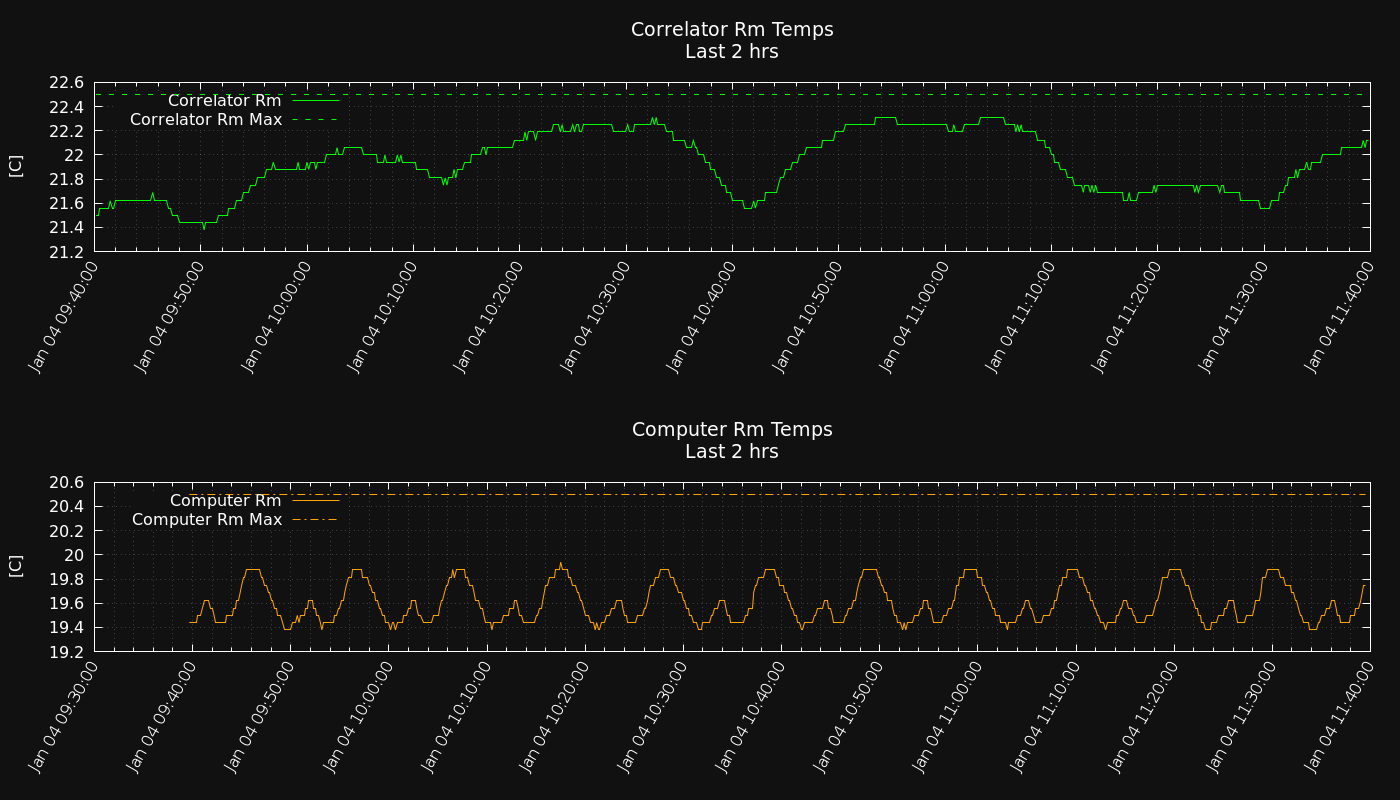 Correlator Rm Temps
Last 2 hrs
22.6
22.4
22.2
22
21.8
21.6
21.4
21.2
[C]
Correlator Rm
Correlator Rm Max
Jan 04 09:40:00
Jan 04 09:50:00
Jan 04 10:00:00
Jan 04 10:10:00
Jan 04 10:20:00
Jan 04 10:30:00
Jan 04 10:40:00
Jan 04 10:50:00
Jan 04 11:00:00
Jan 04 11:10:00
Jan 04 11:20:00
Jan 04 11:30:00
Jan 04 11:40:00
Computer Rm Temps
Last 2 hrs
20.6
20.4
20.2
20
19.8
19.6
19.4
19.2
[C]
Computer Rm
Computer Rm Max
Jan 04 09:30:00
Jan 04 09:40:00
Jan 04 09:50:00
Jan 04 10:00:00
Jan 04 10:10:00
Jan 04 10:20:00
Jan 04 10:30:00
Jan 04 10:40:00
Jan 04 10:50:00
Jan 04 11:00:00
Jan 04 11:10:00
Jan 04 11:20:00
Jan 04 11:30:00
Jan 04 11:40:00